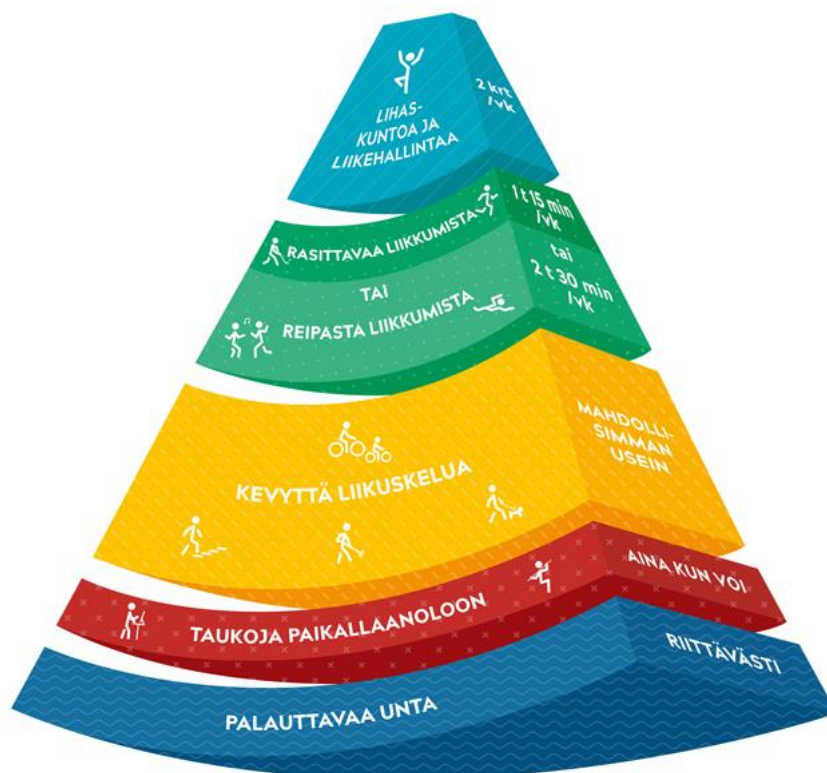 LIHAS-
KUNTOA JA
LIIKEHALLINTAA
2 krt
/vk
RASITTAVAA LIIKKUMISTA
1 t 15 min
/vk
TAI
tai
REIPASTA LIIKKUMISTA
2 t 30 min
/vk
KEVYTTÄ LIIKUSKELUA
MAHDOLLI-
SIMMAN
USEIN
TAUKOJA PAIKALLAANOLOON
AINA KUN VOI
PALAUTTAVAA UNTA
RIITTÄVÄSTI